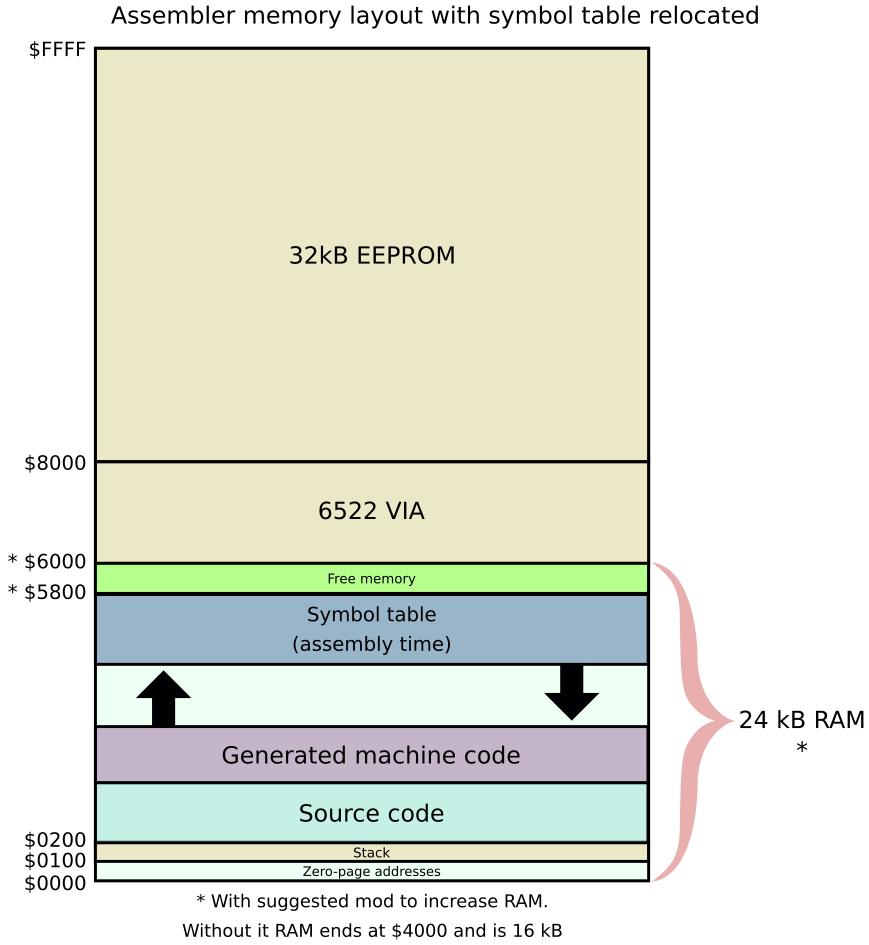 Assembler memory layout with symbol table relocated
$FFFF
32kB EEPROM
$8000
6522 VIA
* $6000
Free memory
* $5800
Symbol table
(assembly time)
24 kB RAM
*
Generated machine code
Source code
$0200
Stack
$0100
Zero-page addresses
$0000
* With suggested mod to increase RAM.
Without it RAM ends at $4000 and is 16 kB